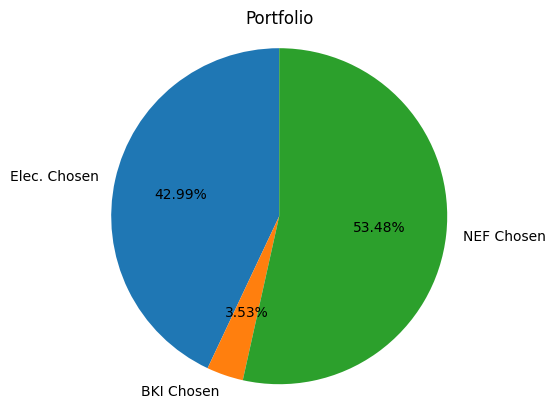 Portfolio
Elec. Chosen
42.99%
53.48%
NEF Chosen
3.53%
BKI Chosen